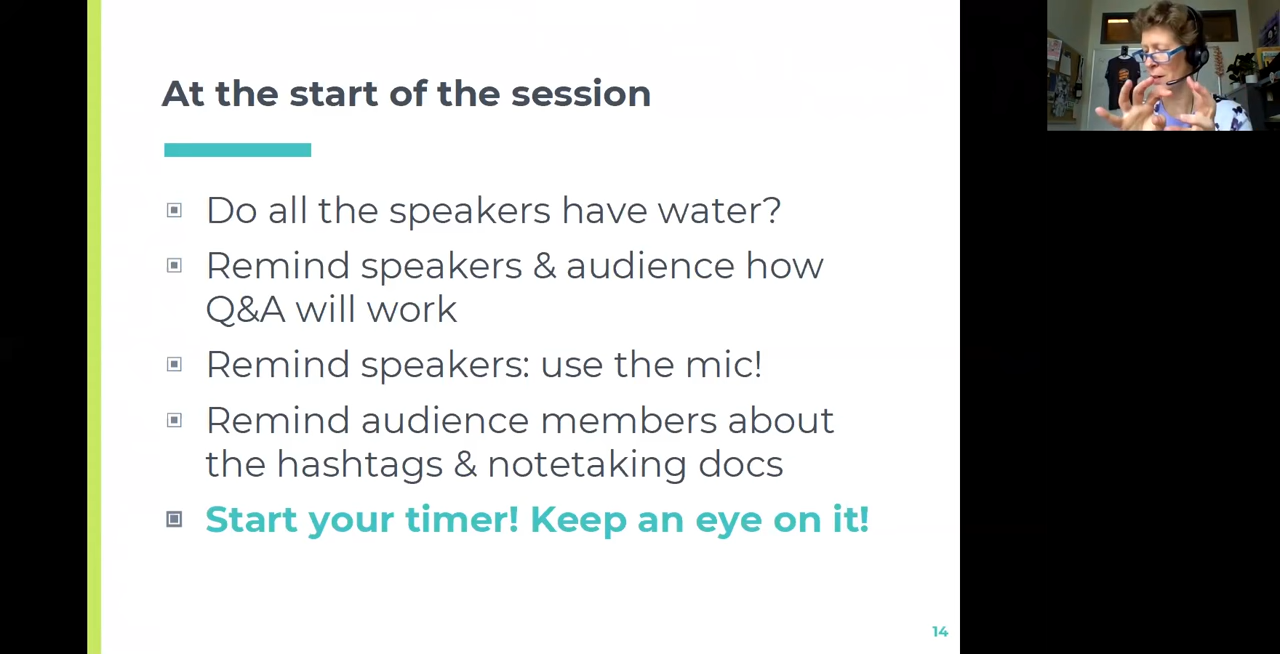 At the start of the session
Do all the speakers have water?
Remind speakers & audience how
Q&A will work
Remind speakers: use the mic!
Remind audience members about
the hashtags & notetaking docs
Start your timer! Keep an eye on it!
14